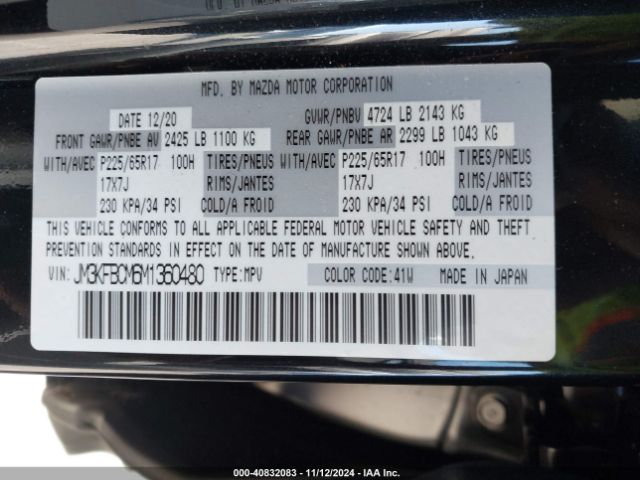 MFD. BY MAZDA MOTOR CORPORATION
DATE 12/20 GVWR/PNBV 4724 LB 2143 KG
FRONT GAWR/PNBE AV 2425 LB 1100 KG REAR GAWR/PNBE AR 2299 LB 1043 KG
WITH/AVEC P225/65R17 100H TIRES/PNEUS WITH/AVEC P225/65R17 100H TIRES/PNEUS
17X7J RIMS/JANTES 17X7J RIMS/JANTES
230 KPA/34 PSI COLD/A FROID 230 KPA/34 PSI COLD/A FROID
THIS VEHICLE CONFORMS TO ALL APPLICABLE FEDERAL MOTOR VEHICLE SAFETY AND THEFT
PREVENTION STANDARDS IN EFFECT ON THE DATE OF MANUFACTURE SHOWN ABOVE.
VIN: JM3KFBCM6M1360480 TYPE:MPV COLOR CODE:41W MADE IN JAPAN
000-40832083 - 11/12/2024 - IAA Inc.